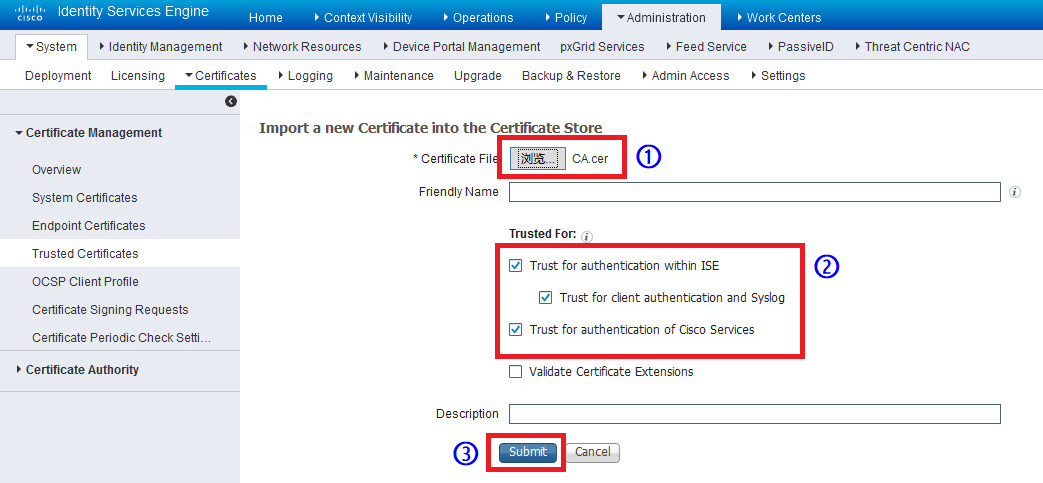 CISCO
Identity Services Engine
Home
Context Visibility
Operations
Policy
Administration
Work Centers
System
Identity Management
Network Resources
Device Portal Management
pxGrid Services
Feed Service
PassiveID
Threat Centric NAC
Deployment
Licensing
Certificates
Logging
Maintenance
Upgrade
Backup & Restore
Admin Access
Settings
Certificate Management
Overview
System Certificates
Endpoint Certificates
Trusted Certificates
OCSP Client Profile
Certificate Signing Requests
Certificate Periodic Check Setti...
Certificate Authority
Import a new Certificate into the Certificate Store
* Certificate File 浏览... CA.cer ①
Friendly Name
Trusted For:
Trust for authentication within ISE ②
Trust for client authentication and Syslog
Trust for authentication of Cisco Services
Validate Certificate Extensions
Description
③ Submit Cancel